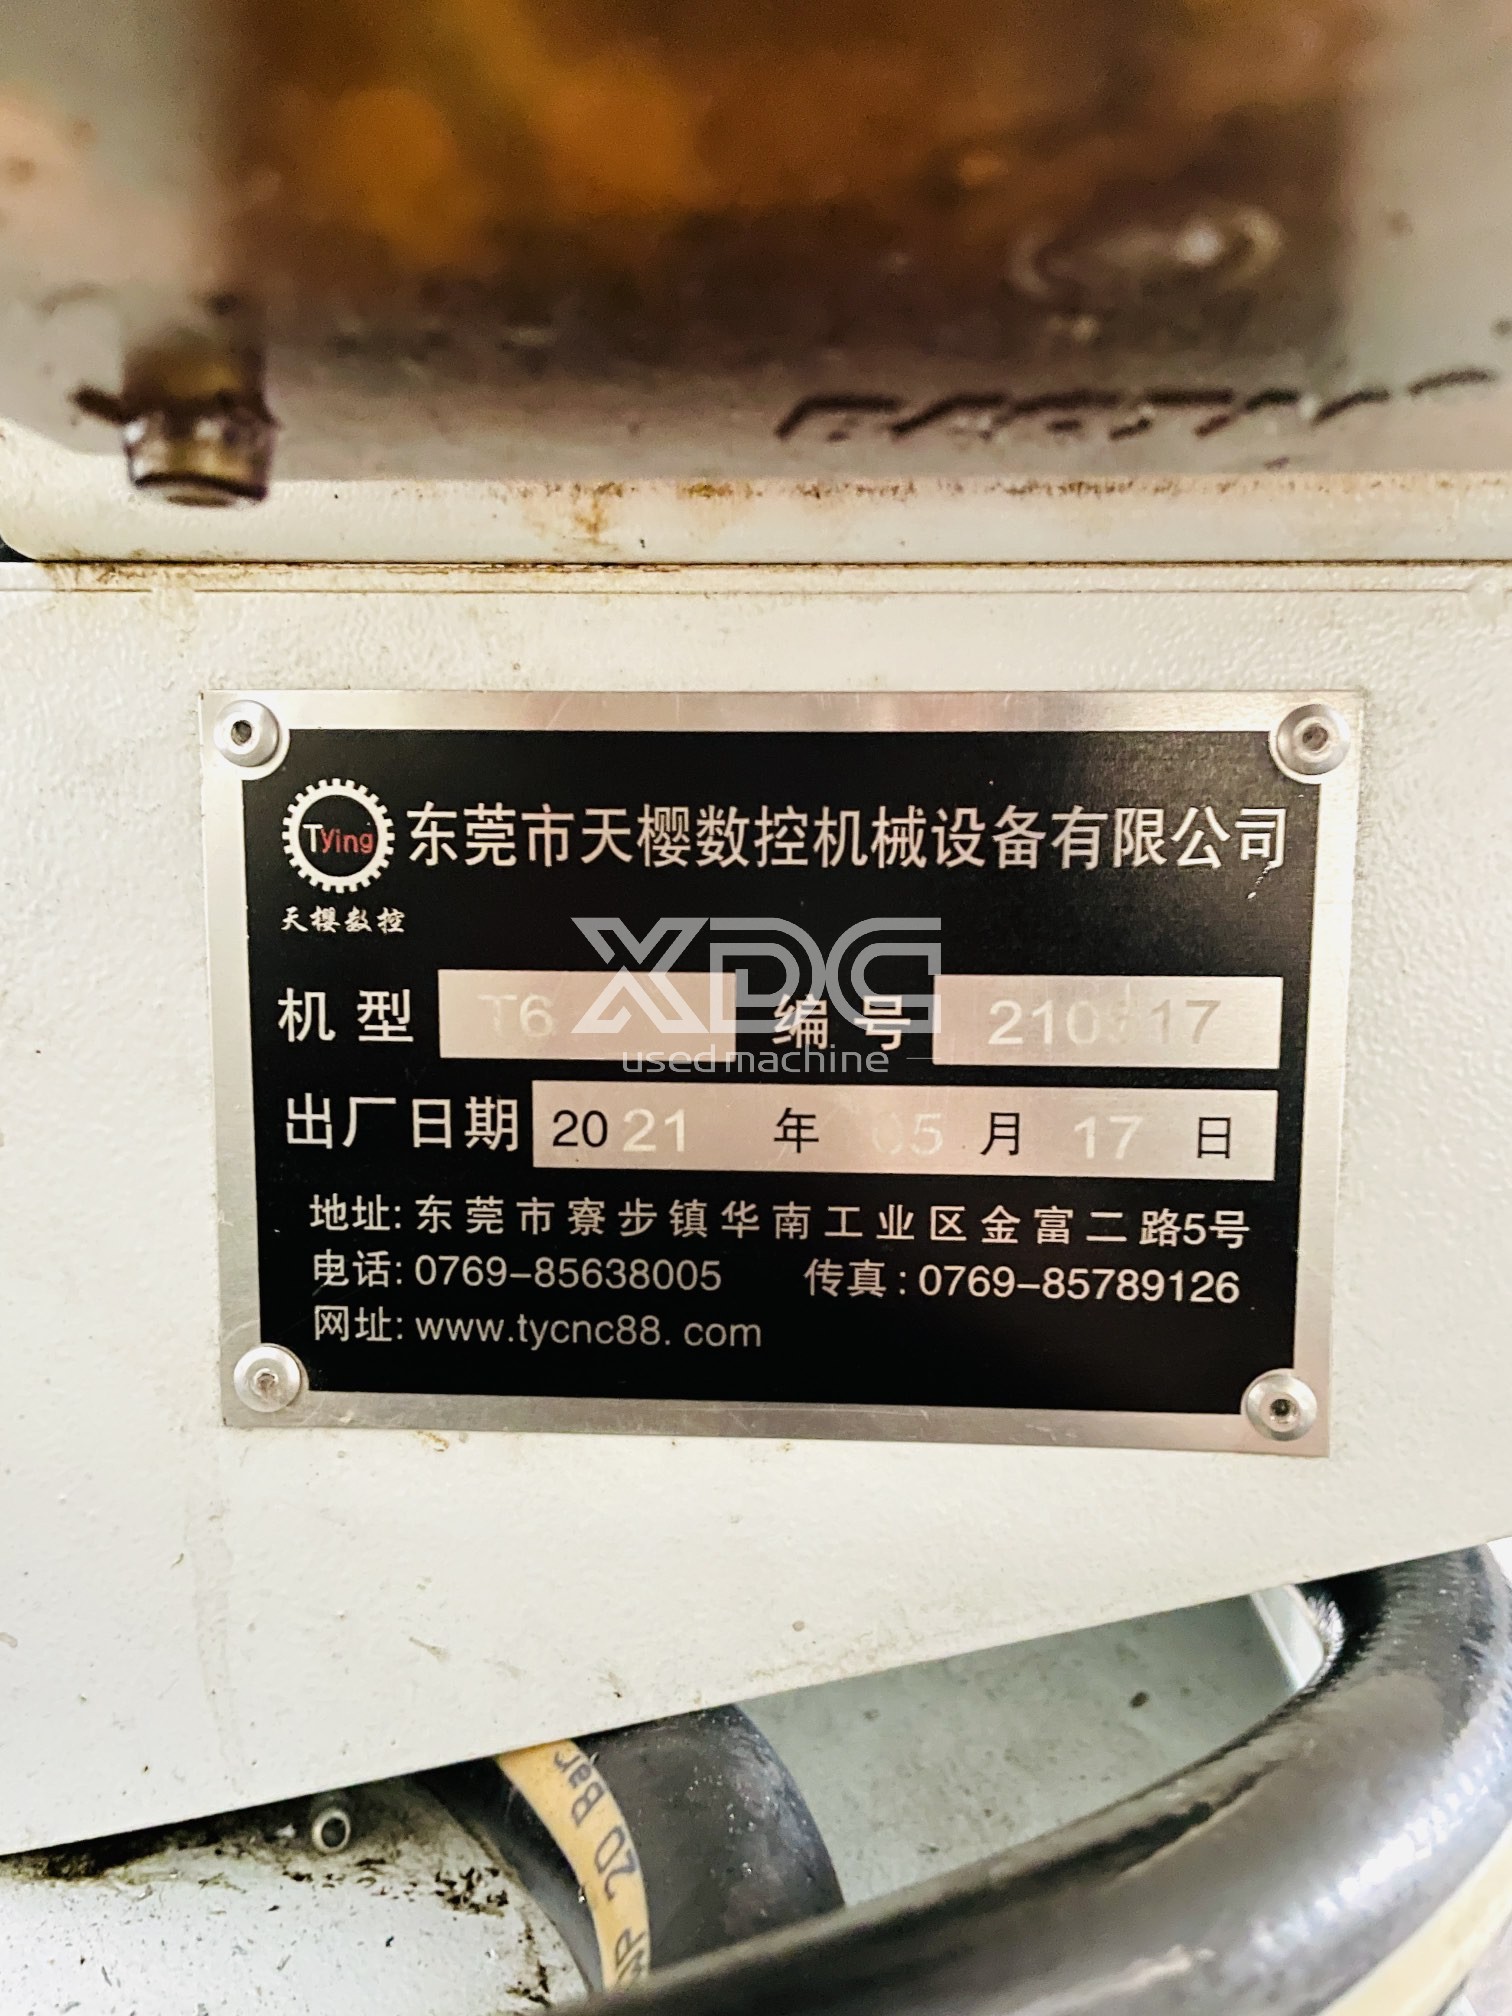 Tying 东莞市天樱数控机械设备有限公司
天樱数控
XDG
used machine
机型 T6 编号 210317
出厂日期 2021 年 05 月 17 日
地址: 东莞市寮步镇华南工业区金富二路5号
电话: 0769-85638005 传真: 0769-85789126
网址: www.tycnc88.com
20 Bar